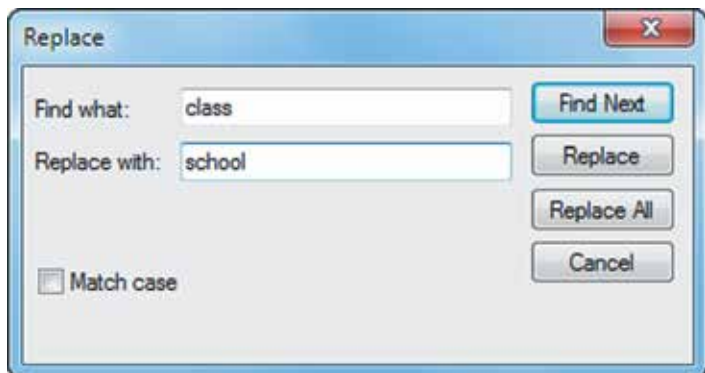 Replace
Find what: class
Find Next
Replace with: school
Replace
Replace All
Cancel
Match case